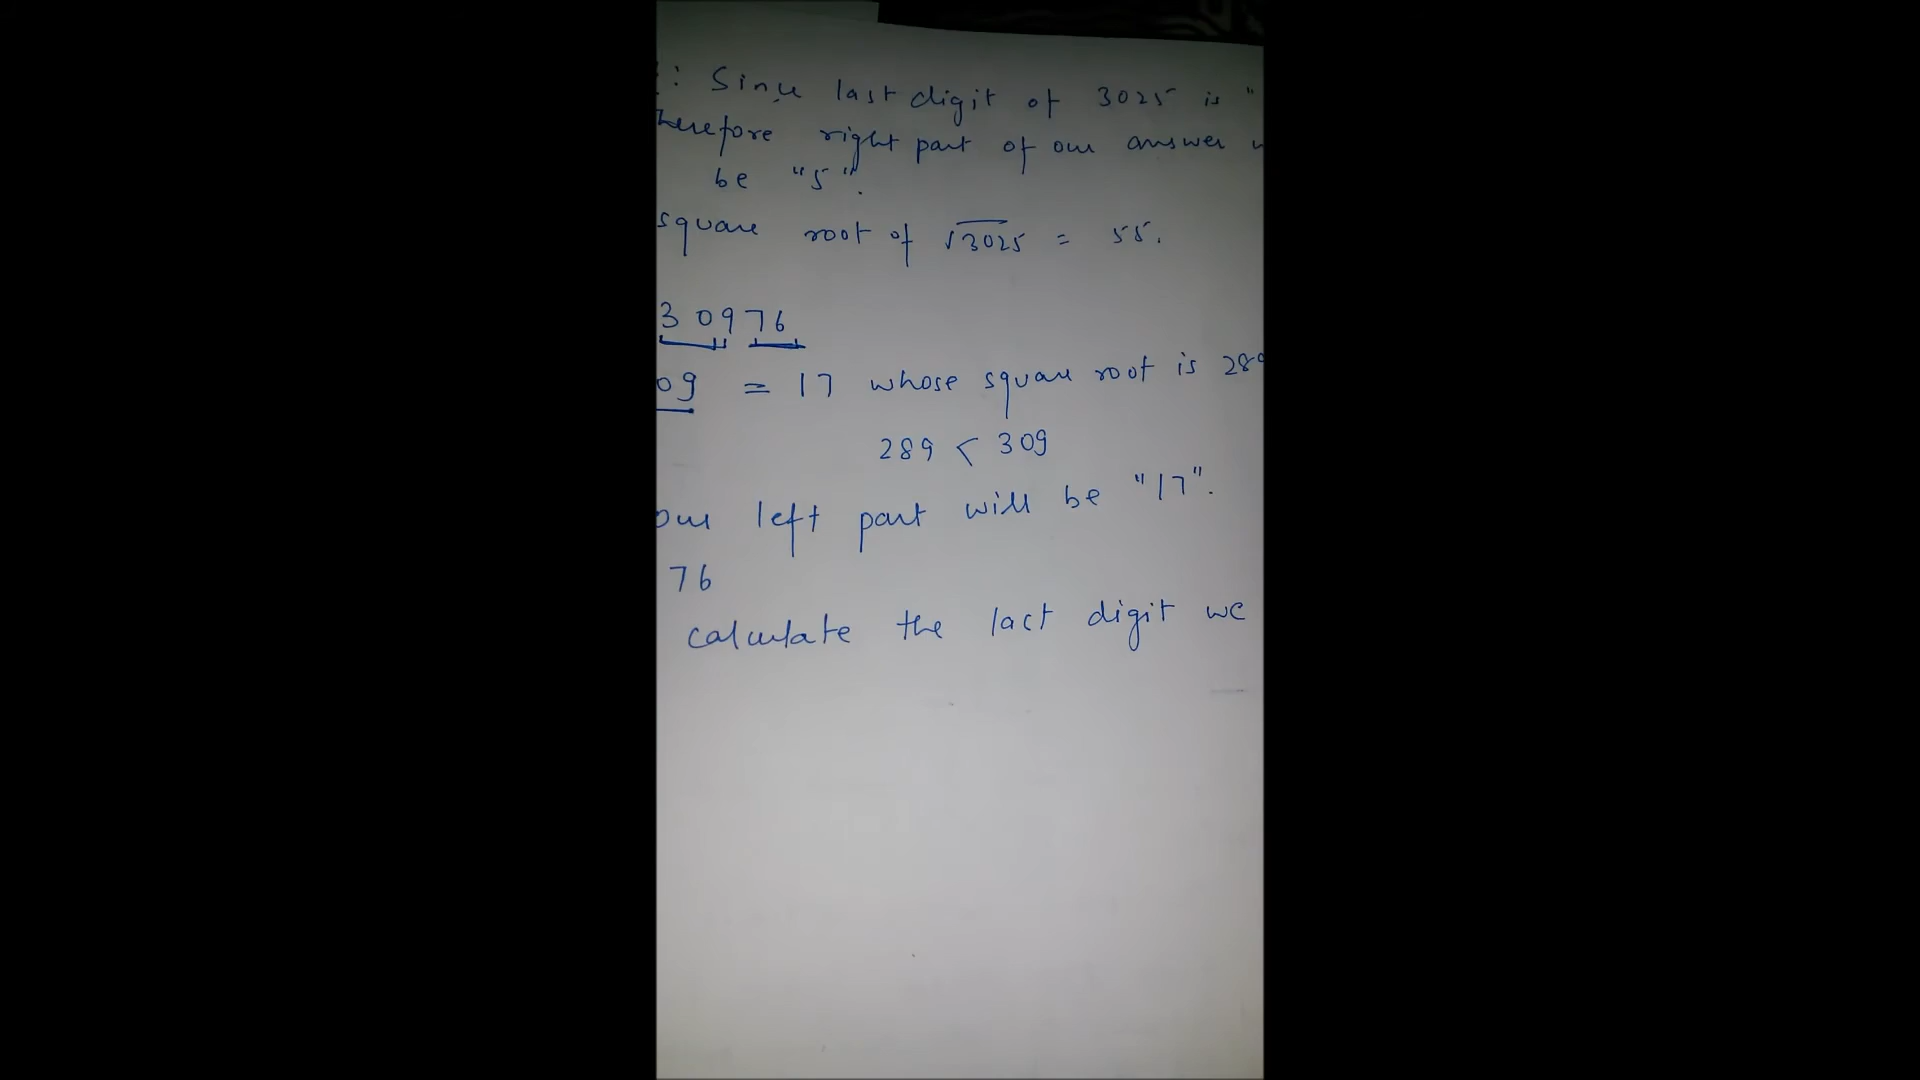 : Since last digit of 3025 is "
therefore right part of our answer
be "5".
square root of √3025 = 55.
30976
09 = 17 whose square root is 289
289 < 309
our left part will be "17".
76
calculate the last digit we